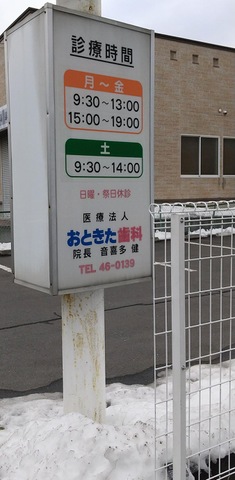 診療時間
月～金
9:30～13:00
15:00～19:00
土
9:30～14:00
日曜・祭日休診
医療法人
おときた歯科
院長 音喜多 健
TEL 46-0139